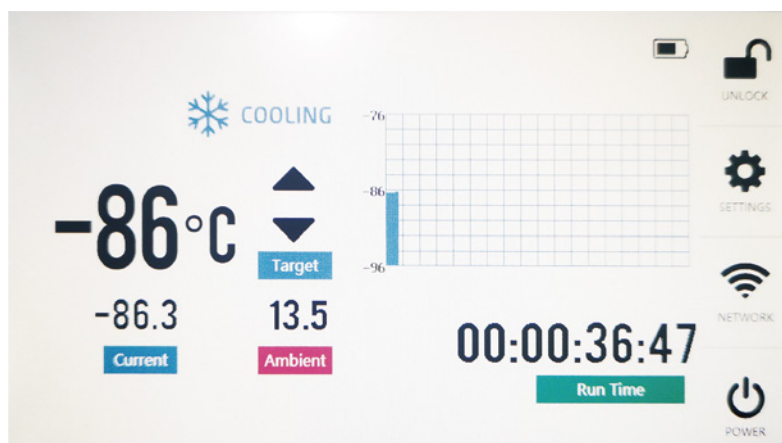 UNLOCK
COOLING
-76
-86°C
-86
SETTINGS
Target
-96
-86.3
13.5
NETWORK
00:00:36:47
Current
Ambient
Run Time
POWER